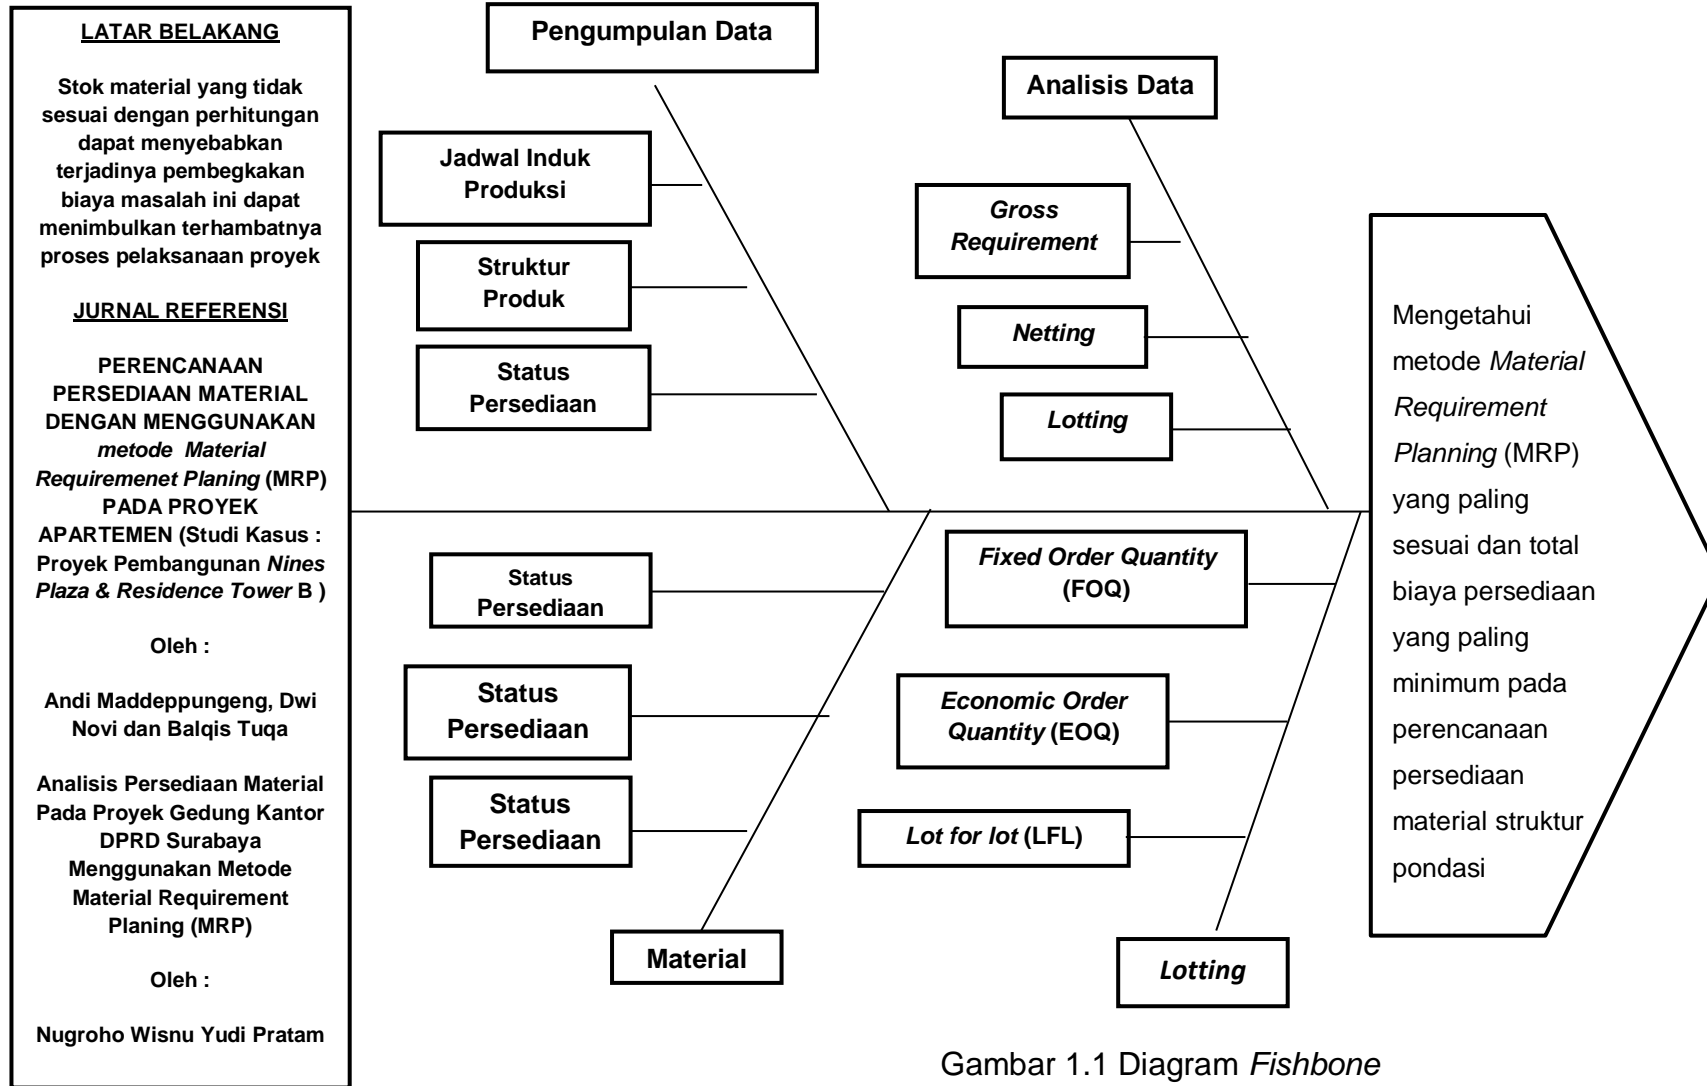 LATAR BELAKANG
Stok material yang tidak
sesuai dengan perhitungan
dapat menyebabkan
terjadinya pembegkakan
biaya masalah ini dapat
menimbulkan terhambatnya
proses pelaksanaan proyek
JURNAL REFERENSI
PERENCANAAN
PERSEDIAAN MATERIAL
DENGAN MENGGUNAKAN
metode Material
Requiremenet Planing (MRP)
PADA PROYEK
APARTEMEN (Studi Kasus :
Proyek Pembangunan Nines
Plaza & Residence Tower B )
Oleh :
Andi Maddeppungeng, Dwi
Novi dan Balqis Tuqa
Analisis Persediaan Material
Pada Proyek Gedung Kantor
DPRD Surabaya
Menggunakan Metode
Material Requirement
Planing (MRP)
Oleh :
Nugroho Wisnu Yudi Pratam
Pengumpulan Data
Jadwal Induk
Produksi
Struktur
Produk
Status
Persediaan
Analisis Data
Gross
Requirement
Netting
Lotting
Status
Persediaan
Status
Persediaan
Status
Persediaan
Material
Fixed Order Quantity
(FOQ)
Economic Order
Quantity (EOQ)
Lot for lot (LFL)
Lotting
Mengetahui
metode Material
Requirement
Planning (MRP)
yang paling
sesuai dan total
biaya persediaan
yang paling
minimum pada
perencanaan
persediaan
material struktur
pondasi
Gambar 1.1 Diagram Fishbone